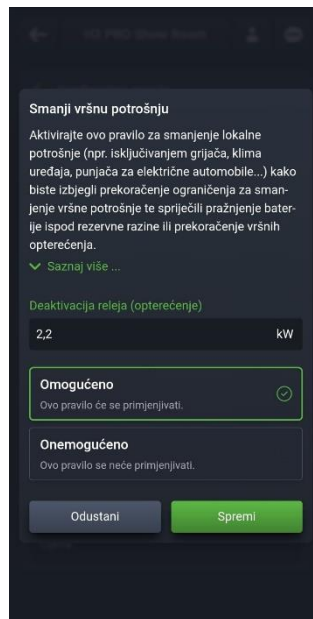 Smanji vršnu potrošnju
Aktivirajte ovo pravilo za smanjenje lokalne
potrošnje (npr. isključivanjem grijača, klima
uređaja, punjača za električne automobile...) kako
biste izbjegli prekoračenje ograničenja za sman-
jenje vršne potrošnje te spriječili pražnjenje bater-
ije ispod rezervne razine ili prekoračenje vršnih
opterećenja.
Saznaj više ...
Deaktivacija releja (opterećenje)
2,2 kW
Omogućeno
Ovo pravilo će se primjenjivati.
Onemogućeno
Ovo pravilo se neće primjenjivati.
Odustani Spremi